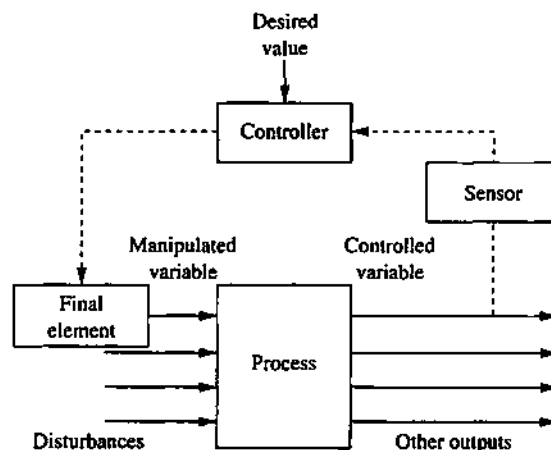 Desired
value
Controller
Sensor
Manipulated
variable
Controlled
variable
Final
element
Process
Disturbances
Other outputs